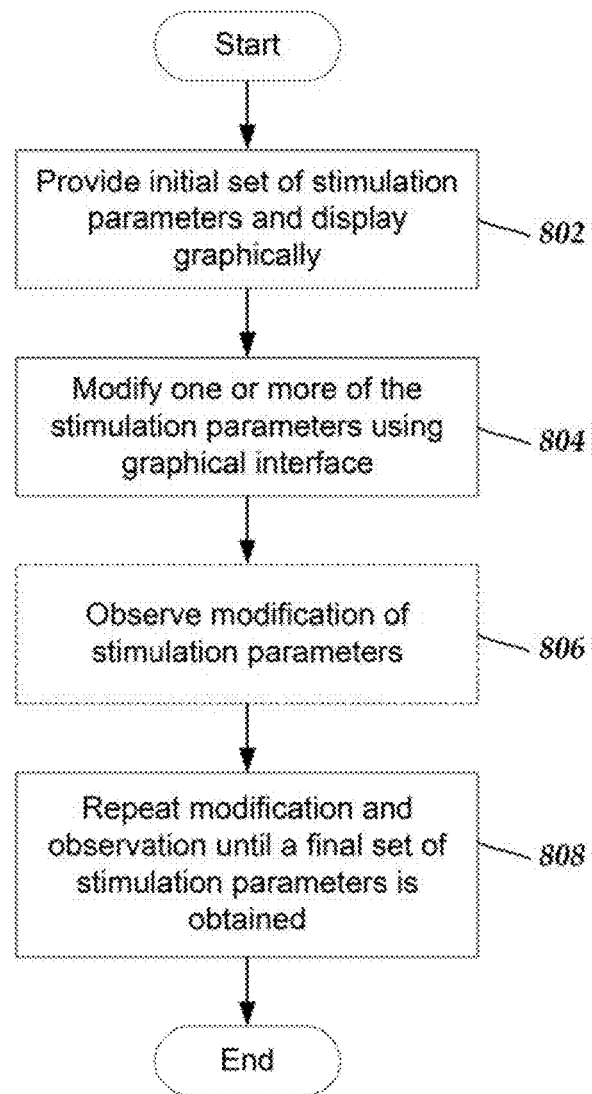 Start
Provide initial set of stimulation
parameters and display
graphically
802
Modify one or more of the
stimulation parameters using
graphical interface
804
Observe modification of
stimulation parameters
806
Repeat modification and
observation until a final set of
stimulation parameters is
obtained
808
End